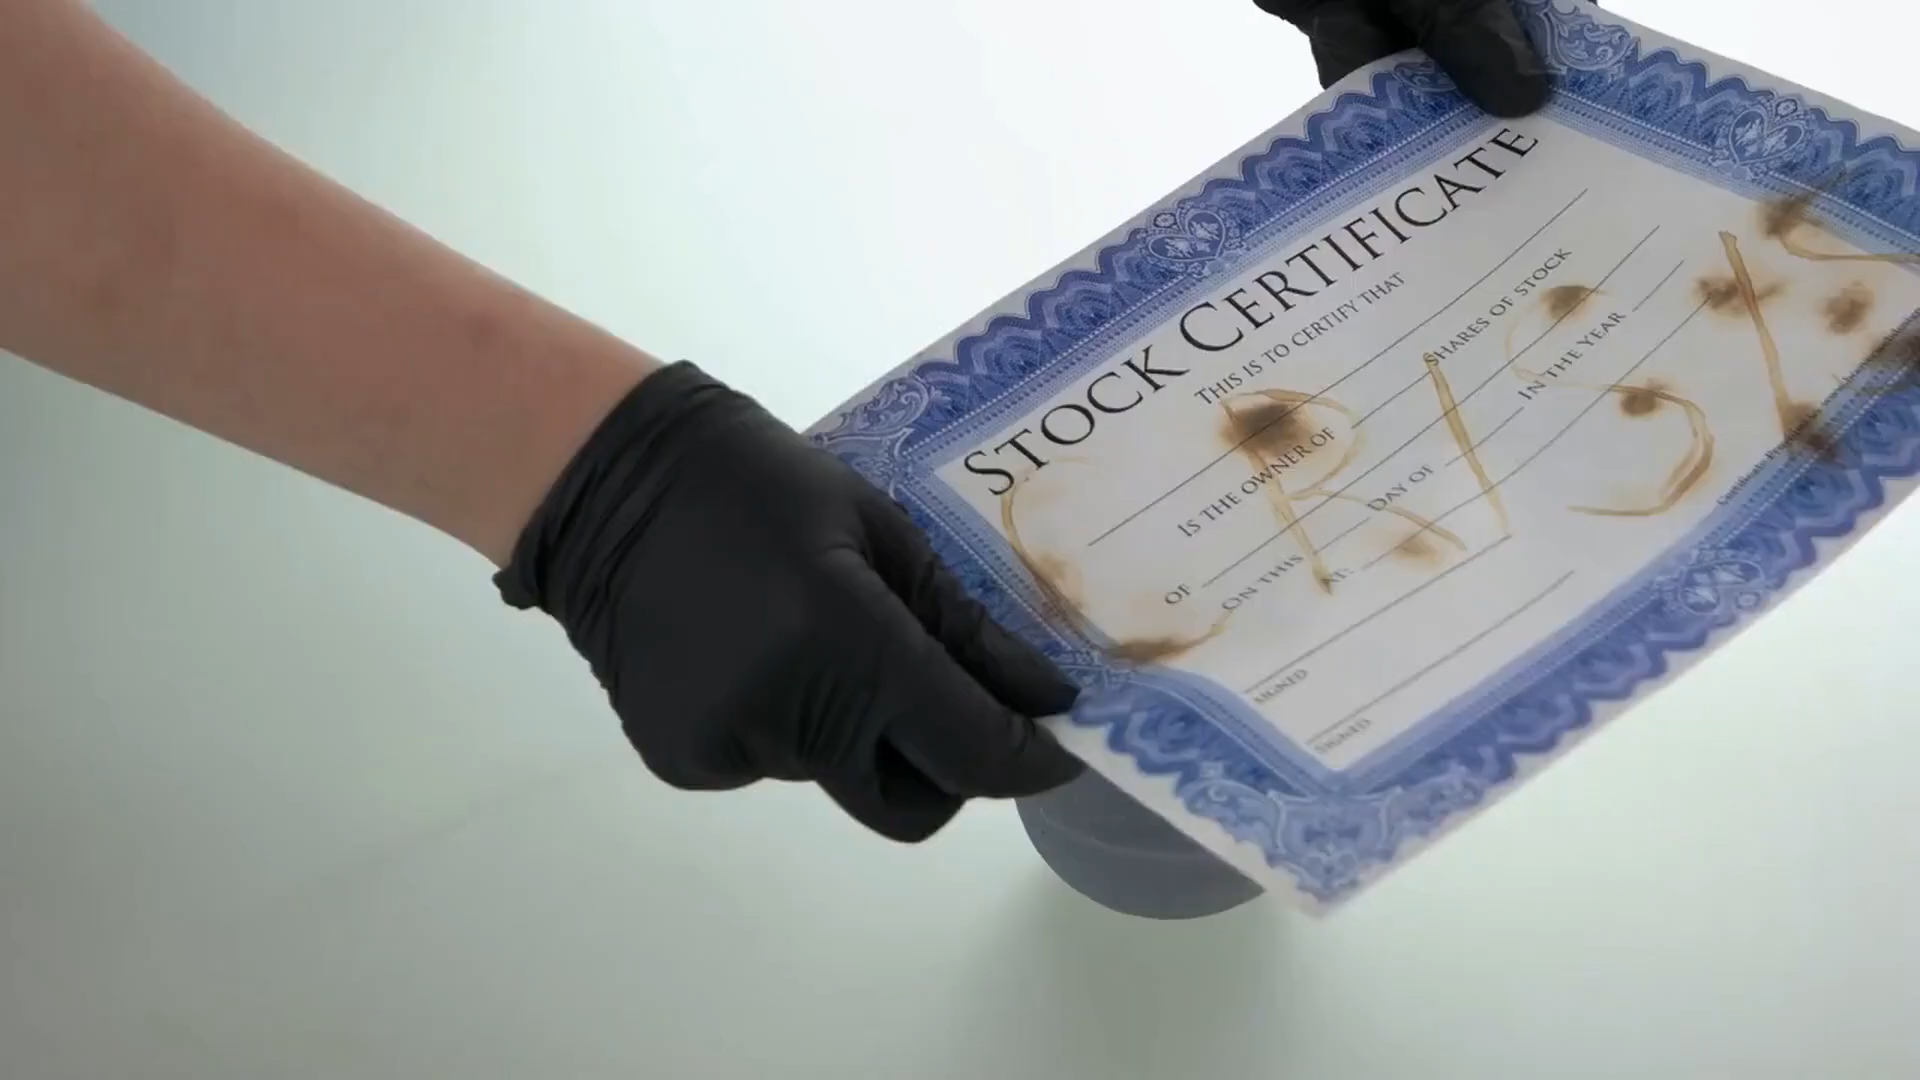 STOCK CERTIFICATE
THIS IS TO CERTIFY THAT
IS THE OWNER OF SHARES OF STOCK
OF
ON THIS DAY OF IN THE YEAR
AT:
SIGNED
SIGNED
CRISIS